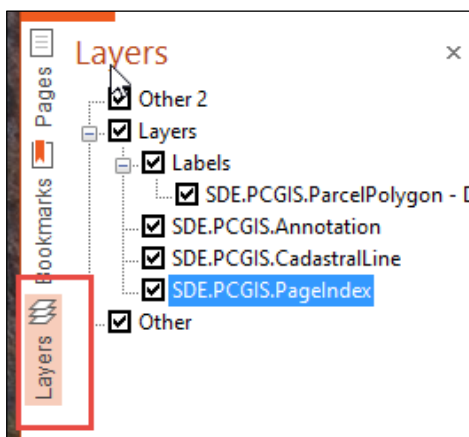 Layers
Pages
Bookmarks
Layers
Other 2
Layers
Labels
SDE.PCGIS.ParcelPolygon - D
SDE.PCGIS.Annotation
SDE.PCGIS.CadastralLine
SDE.PCGIS.PageIndex
Other